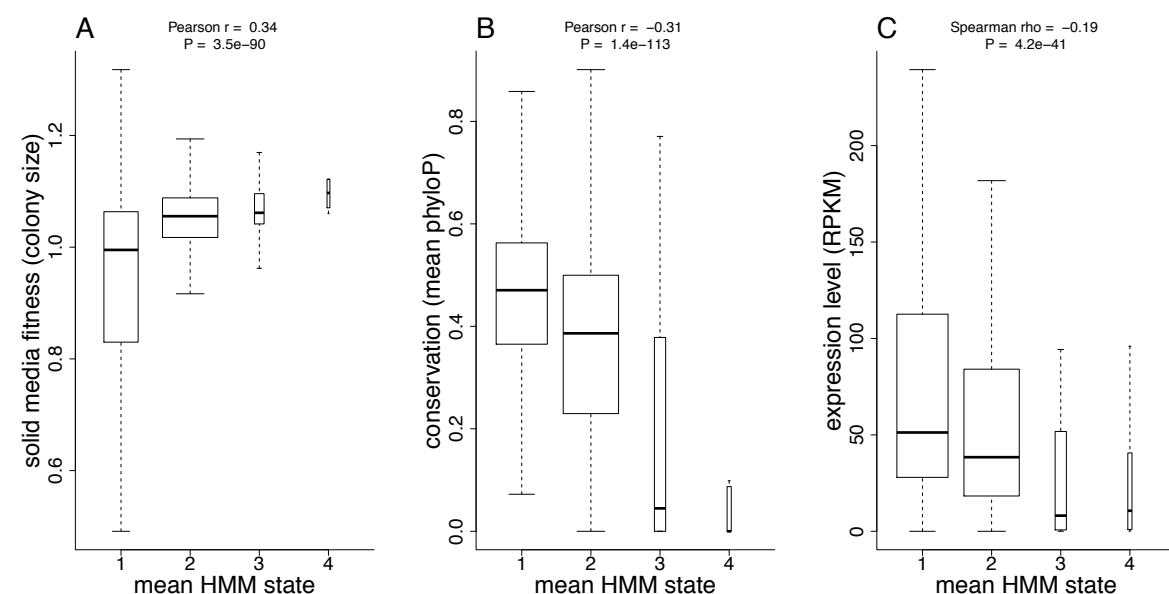 A
Pearson r = 0.34
P = 3.5e−90
solid media fitness (colony size)
1.2
1.0
0.8
0.6
1 2 3 4
mean HMM state
B
Pearson r = −0.31
P = 1.4e−113
conservation (mean phyloP)
0.8
0.6
0.4
0.2
0.0
1 2 3 4
mean HMM state
C
Spearman rho = −0.19
P = 4.2e−41
expression level (RPKM)
200
150
100
50
0
1 2 3 4
mean HMM state